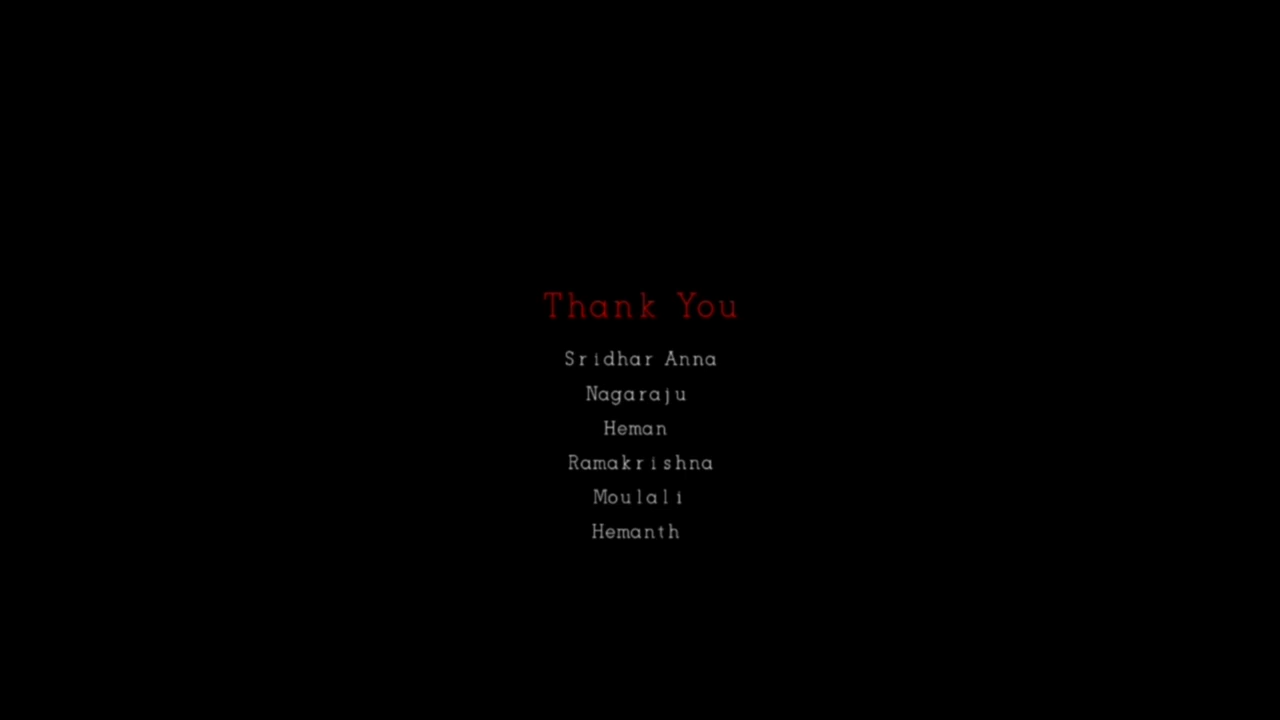 Thank You
Sridhar Anna
Nagaraju
Heman
Ramakrishna
Moulali
Hemanth